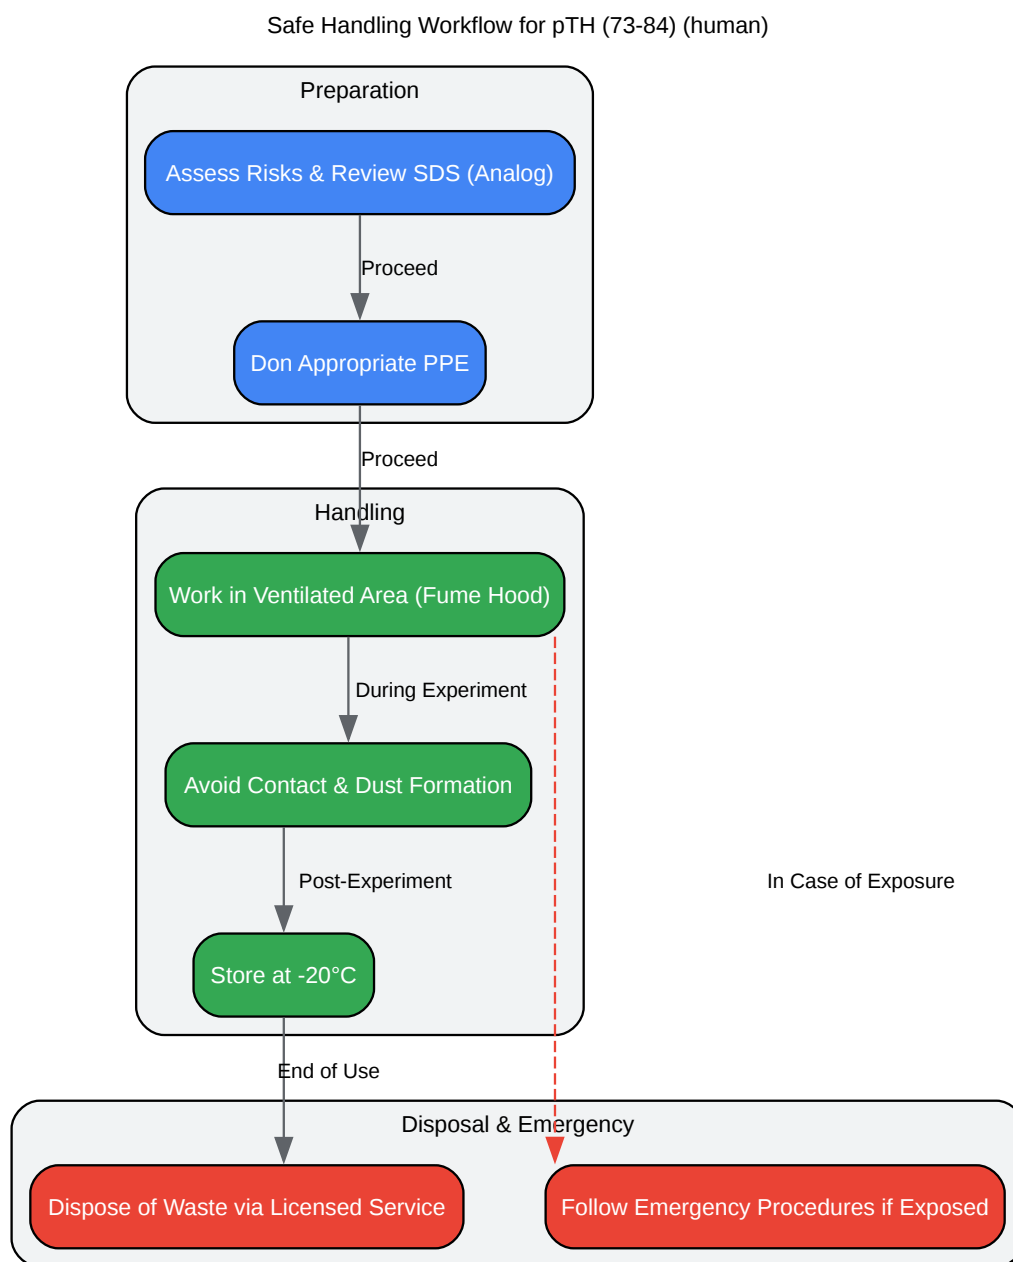 Safe Handling Workflow for pTH (73-84) (human)
Preparation
Assess Risks & Review SDS (Analog)
Proceed
Don Appropriate PPE
Proceed
Handling
Work in Ventilated Area (Fume Hood)
During Experiment
Avoid Contact & Dust Formation
Post-Experiment
In Case of Exposure
Store at -20°C
End of Use
Disposal & Emergency
Dispose of Waste via Licensed Service
Follow Emergency Procedures if Exposed